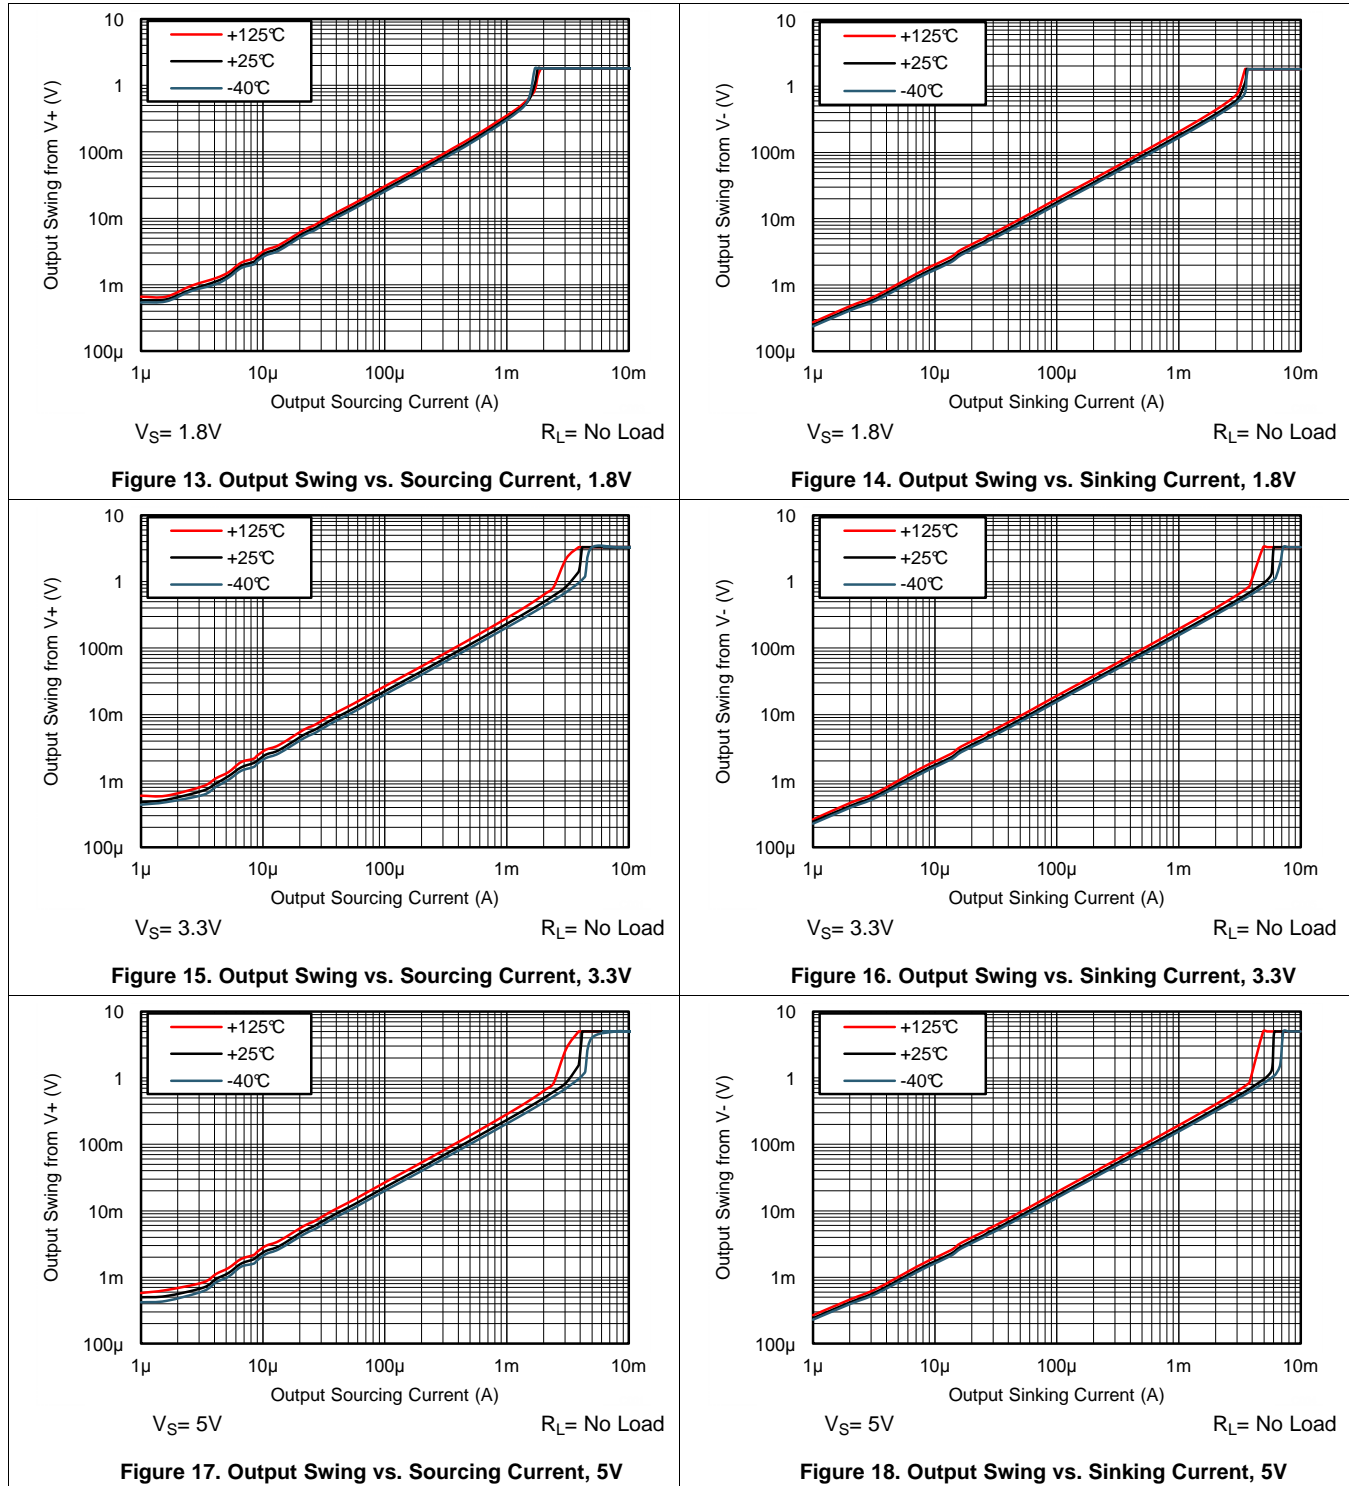 10
1
100m
10m
1m
100µ
Output Swing from V+ (V)
+125°C
+25°C
-40°C
1µ 10µ 100µ 1m 10m
Output Sourcing Current (A)
VS= 1.8V RL= No Load
Figure 13. Output Swing vs. Sourcing Current, 1.8V
10
1
100m
10m
1m
100µ
Output Swing from V- (V)
+125°C
+25°C
-40°C
1µ 10µ 100µ 1m 10m
Output Sinking Current (A)
VS= 1.8V RL= No Load
Figure 14. Output Swing vs. Sinking Current, 1.8V
10
1
100m
10m
1m
100µ
Output Swing from V+ (V)
+125°C
+25°C
-40°C
1µ 10µ 100µ 1m 10m
Output Sourcing Current (A)
VS= 3.3V RL= No Load
Figure 15. Output Swing vs. Sourcing Current, 3.3V
10
1
100m
10m
1m
100µ
Output Swing from V- (V)
+125°C
+25°C
-40°C
1µ 10µ 100µ 1m 10m
Output Sinking Current (A)
VS= 3.3V RL= No Load
Figure 16. Output Swing vs. Sinking Current, 3.3V
10
1
100m
10m
1m
100µ
Output Swing from V+ (V)
+125°C
+25°C
-40°C
1µ 10µ 100µ 1m 10m
Output Sourcing Current (A)
VS= 5V RL= No Load
Figure 17. Output Swing vs. Sourcing Current, 5V
10
1
100m
10m
1m
100µ
Output Swing from V- (V)
+125°C
+25°C
-40°C
1µ 10µ 100µ 1m 10m
Output Sinking Current (A)
VS= 5V RL= No Load
Figure 18. Output Swing vs. Sinking Current, 5V